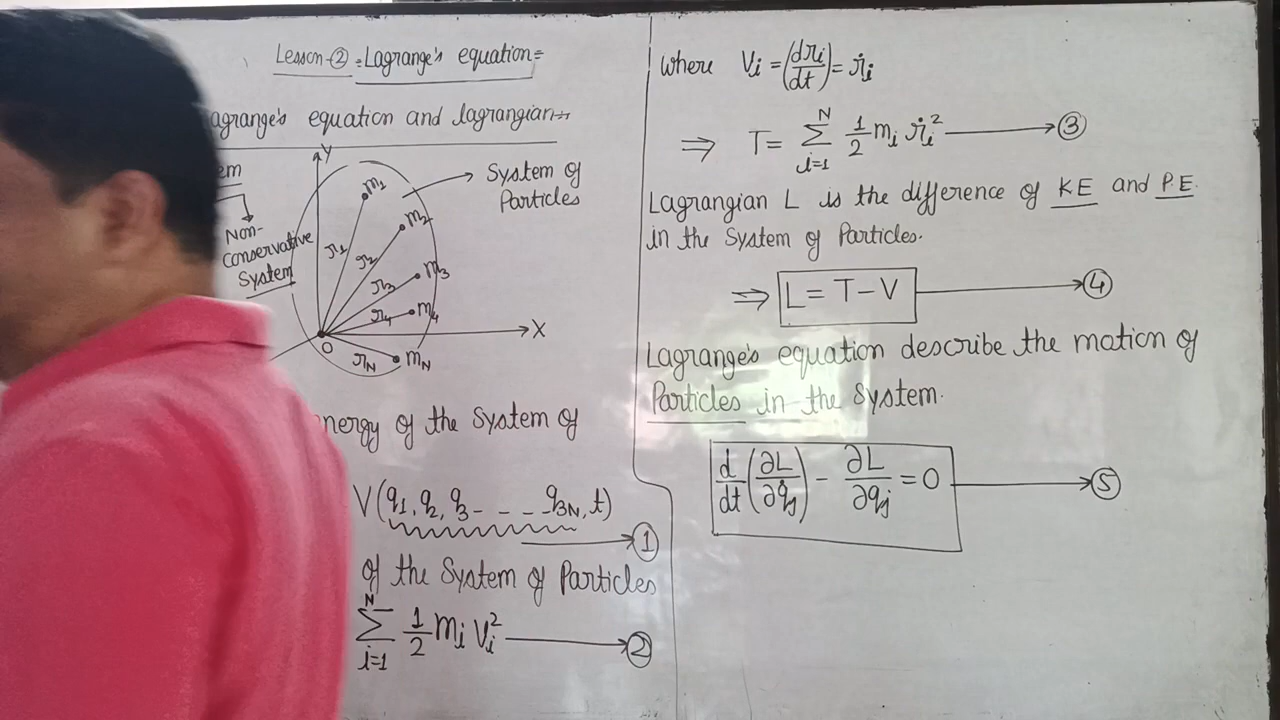 Lesson-② :- Lagrange's equation:-
agrange's equation and lagrangian:-
em
Non-
conservative
System
Y
X
O
m₁
m₂
m₃
m₄
mN
r₁
r₂
r₃
r₄
rN
System of
Particles
nergy of the System of
V(q₁, q₂, q₃ - - - - q₃N, t)
①
of the System of Particles
N
∑ 1/2 mᵢ Vᵢ² ②
i=1
where Vᵢ = (drᵢ/dt) = ṙᵢ
⇒ T = ∑ᵢ₌₁ᴺ 1/2 mᵢ ṙᵢ² ③
Lagrangian L is the difference of KE and P.E.
in the System of Particles.
⇒ L = T - V ④
Lagrange's equation describe the motion of
Particles in the System.
d/dt (∂L/∂q̇ⱼ) - ∂L/∂qⱼ = 0 ⑤